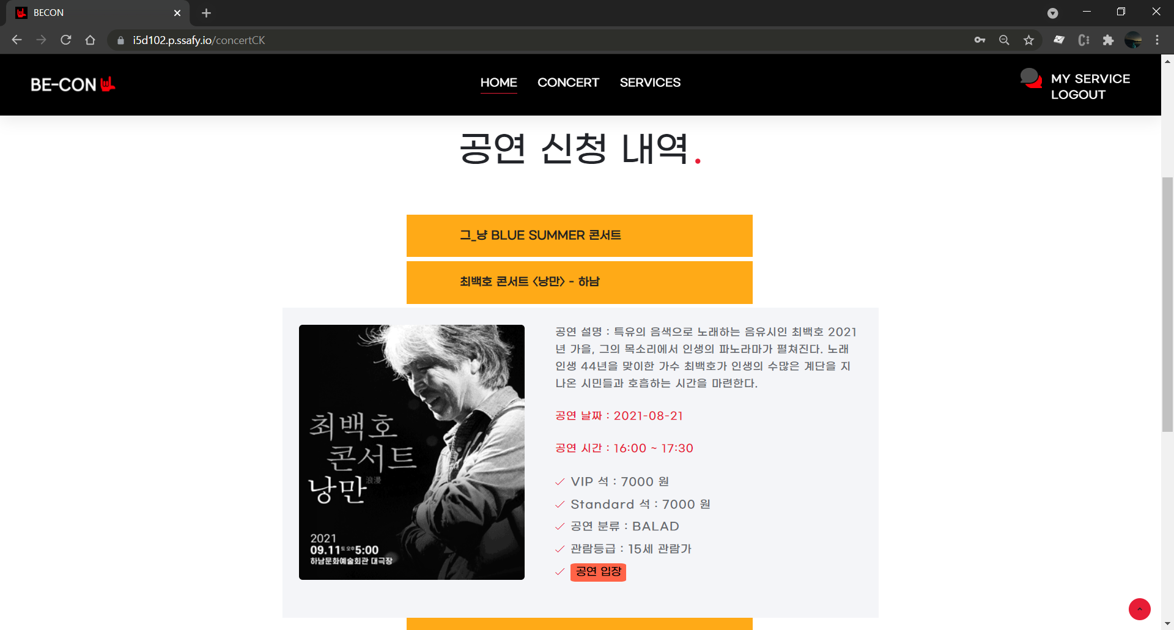 BECON
i5d102.p.ssafy.io/concertCK
BE-CON
HOME
CONCERT
SERVICES
MY SERVICE
LOGOUT
공연 신청 내역.
그_냥 BLUE SUMMER 콘서트
최백호 콘서트 <낭만> - 하남
최백호
콘서트
낭만 浪漫
2021
09.11 토 오후 5:00
하남문화예술회관 대극장
공연 설명 : 특유의 음색으로 노래하는 음유시인 최백호 2021
년 가을, 그의 목소리에서 인생의 파노라마가 펼쳐진다. 노래
인생 44년을 맞이한 가수 최백호가 인생의 수많은 계단을 지
나온 시민들과 호흡하는 시간을 마련한다.
공연 날짜 : 2021-08-21
공연 시간 : 16:00 ~ 17:30
VIP 석 : 7000 원
Standard 석 : 7000 원
공연 분류 : BALAD
관람등급 : 15세 관람가
공연 입장